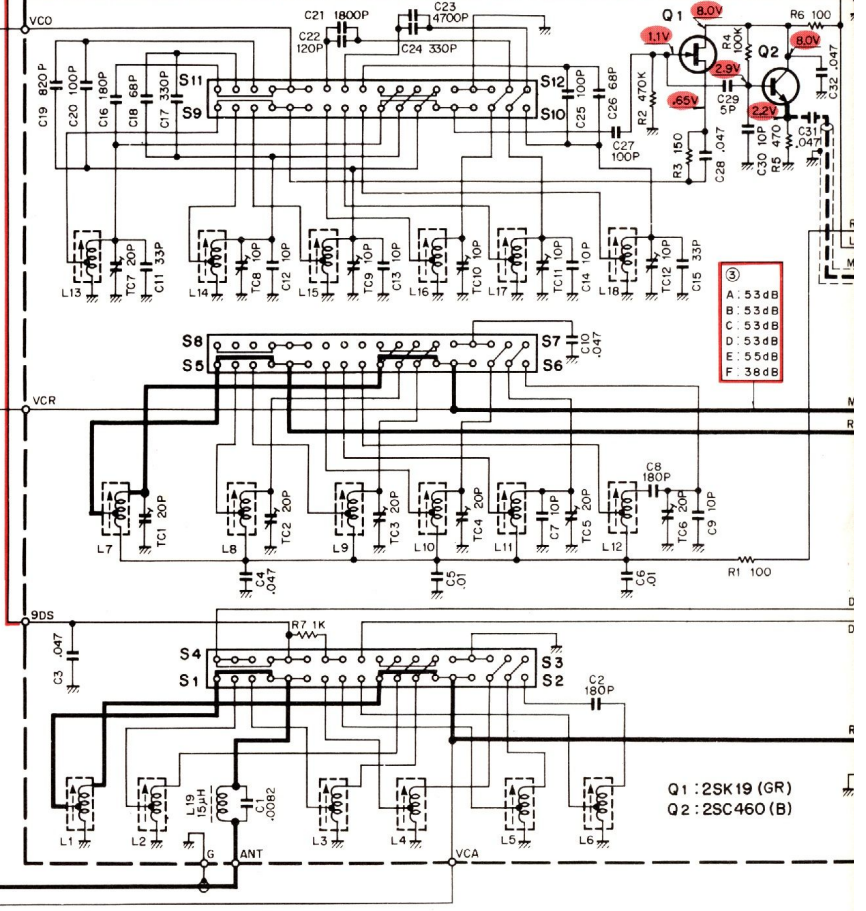 VCO
C21 1800P
C22 120P
C23 4700P
C24 330P
Q1
8.0V
1.1V
R4 100K
R6 100
Q2
8.0V
C32 .047
C19 820P
C20 100P
C16 180P
C18 68P
C17 330P
S11
S12
S9
S10
C25 100P
C26 68P
R2 470K
2.9V
C29 5P
.65V
2.2V
C27 100P
R3 150
C28 .047
C30 10P
R5 470
C31 .047
L13
TC7 20P
C11 33P
L14
TC8 10P
C12 10P
L15
TC9 10P
C13 10P
L16
TC10 10P
L17
TC11 10P
C14 10P
L18
TC12 10P
C15 33P
R
L
M
③
A : 53dB
B : 53dB
C : 53dB
D : 53dB
E : 55dB
F : 38dB
S8
S7
S5
S6
C10 .047
VCR
M
R
L7
TC1 20P
L8
TC2 20P
L9
TC3 20P
L10
TC4 20P
L11
C7 10P
TC5 20P
L12
C8 180P
TC6 20P
C9 10P
C4 .047
C5 .01
C6 .01
R1 100
9DS
C3 .047
R7 1K
D
D
S4
S3
S1
S2
C2 180P
R
L1
L2
L19 15μH
C1 .0082
L3
L4
L5
L6
Q1 : 2SK19 (GR)
Q2 : 2SC460 (B)
G
ANT
VCA